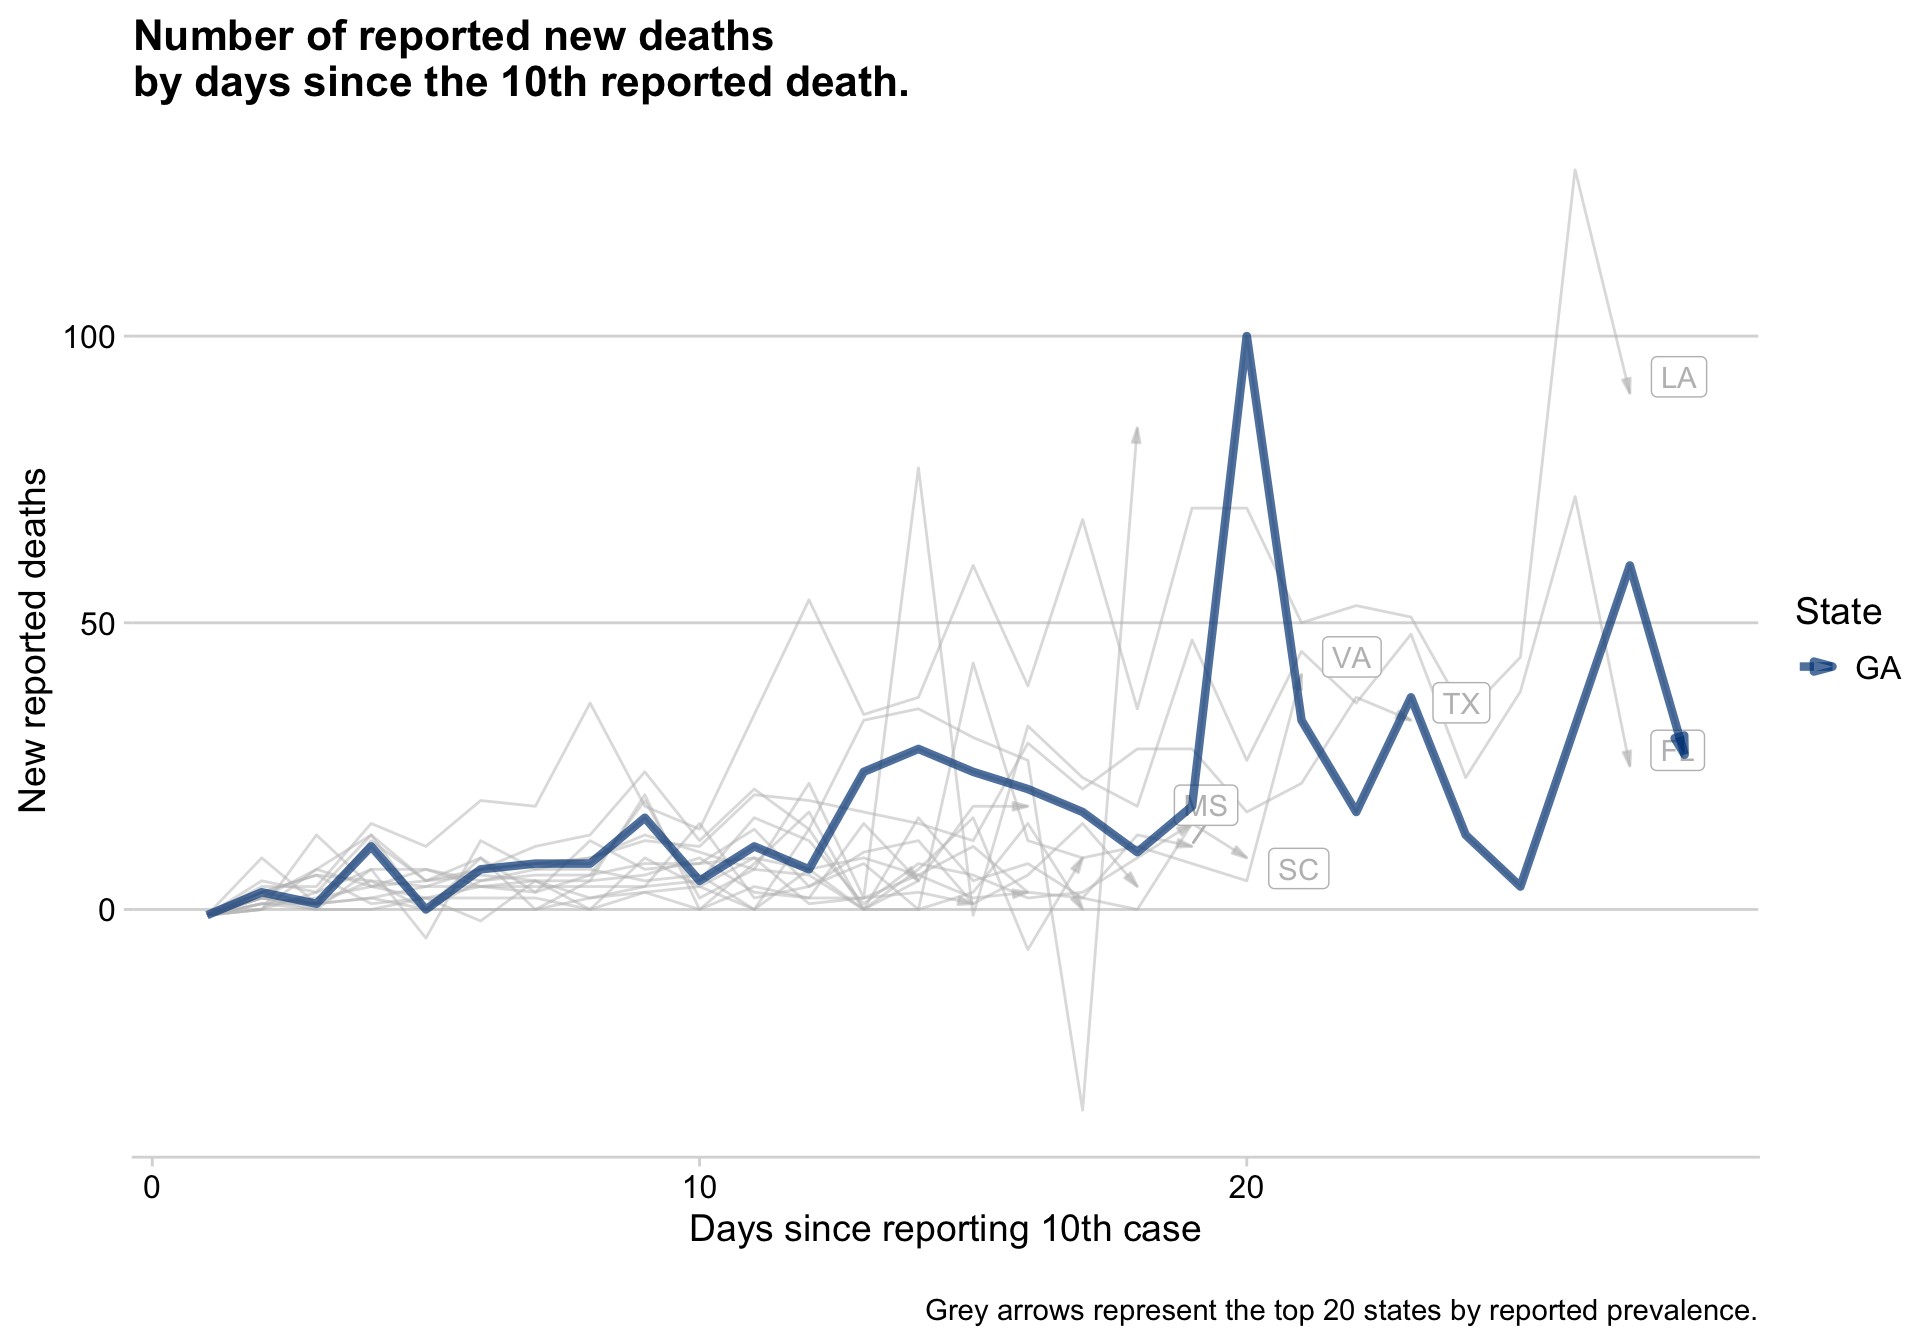 Number of reported new deaths
by days since the 10th reported death.
New reported deaths
100
50
0
LA
VA
TX
FL
MS
SC
State
GA
0
10
20
Days since reporting 10th case
Grey arrows represent the top 20 states by reported prevalence.